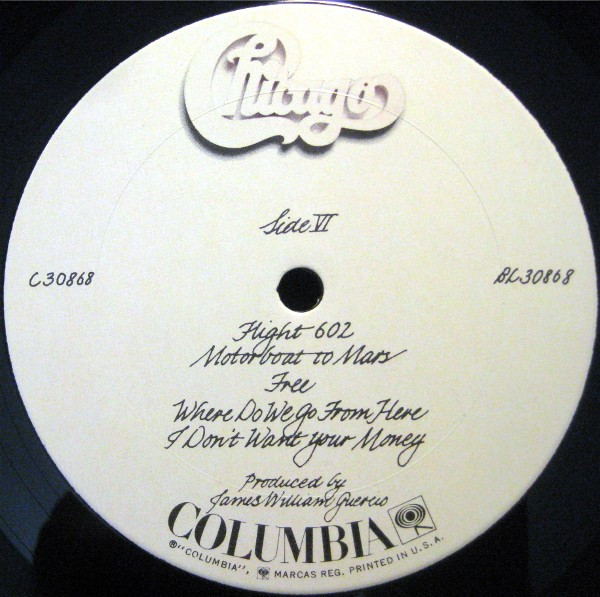 Chicago
Side VI
C 30868
BL 30868
Flight 602
Motorboat to Mars
Free
Where Do We Go From Here
I Don't Want your Money
Produced by
James William Guercio
COLUMBIA
®"COLUMBIA", MARCAS REG. PRINTED IN U.S.A.